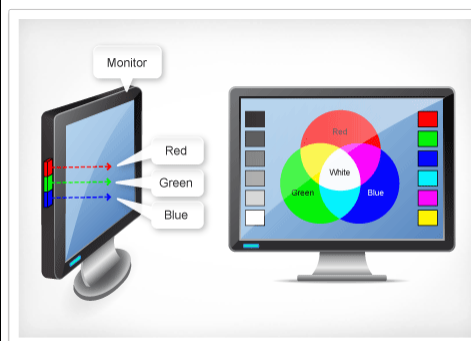 Monitor
Red
Green
Blue
Red
White
Green
Blue